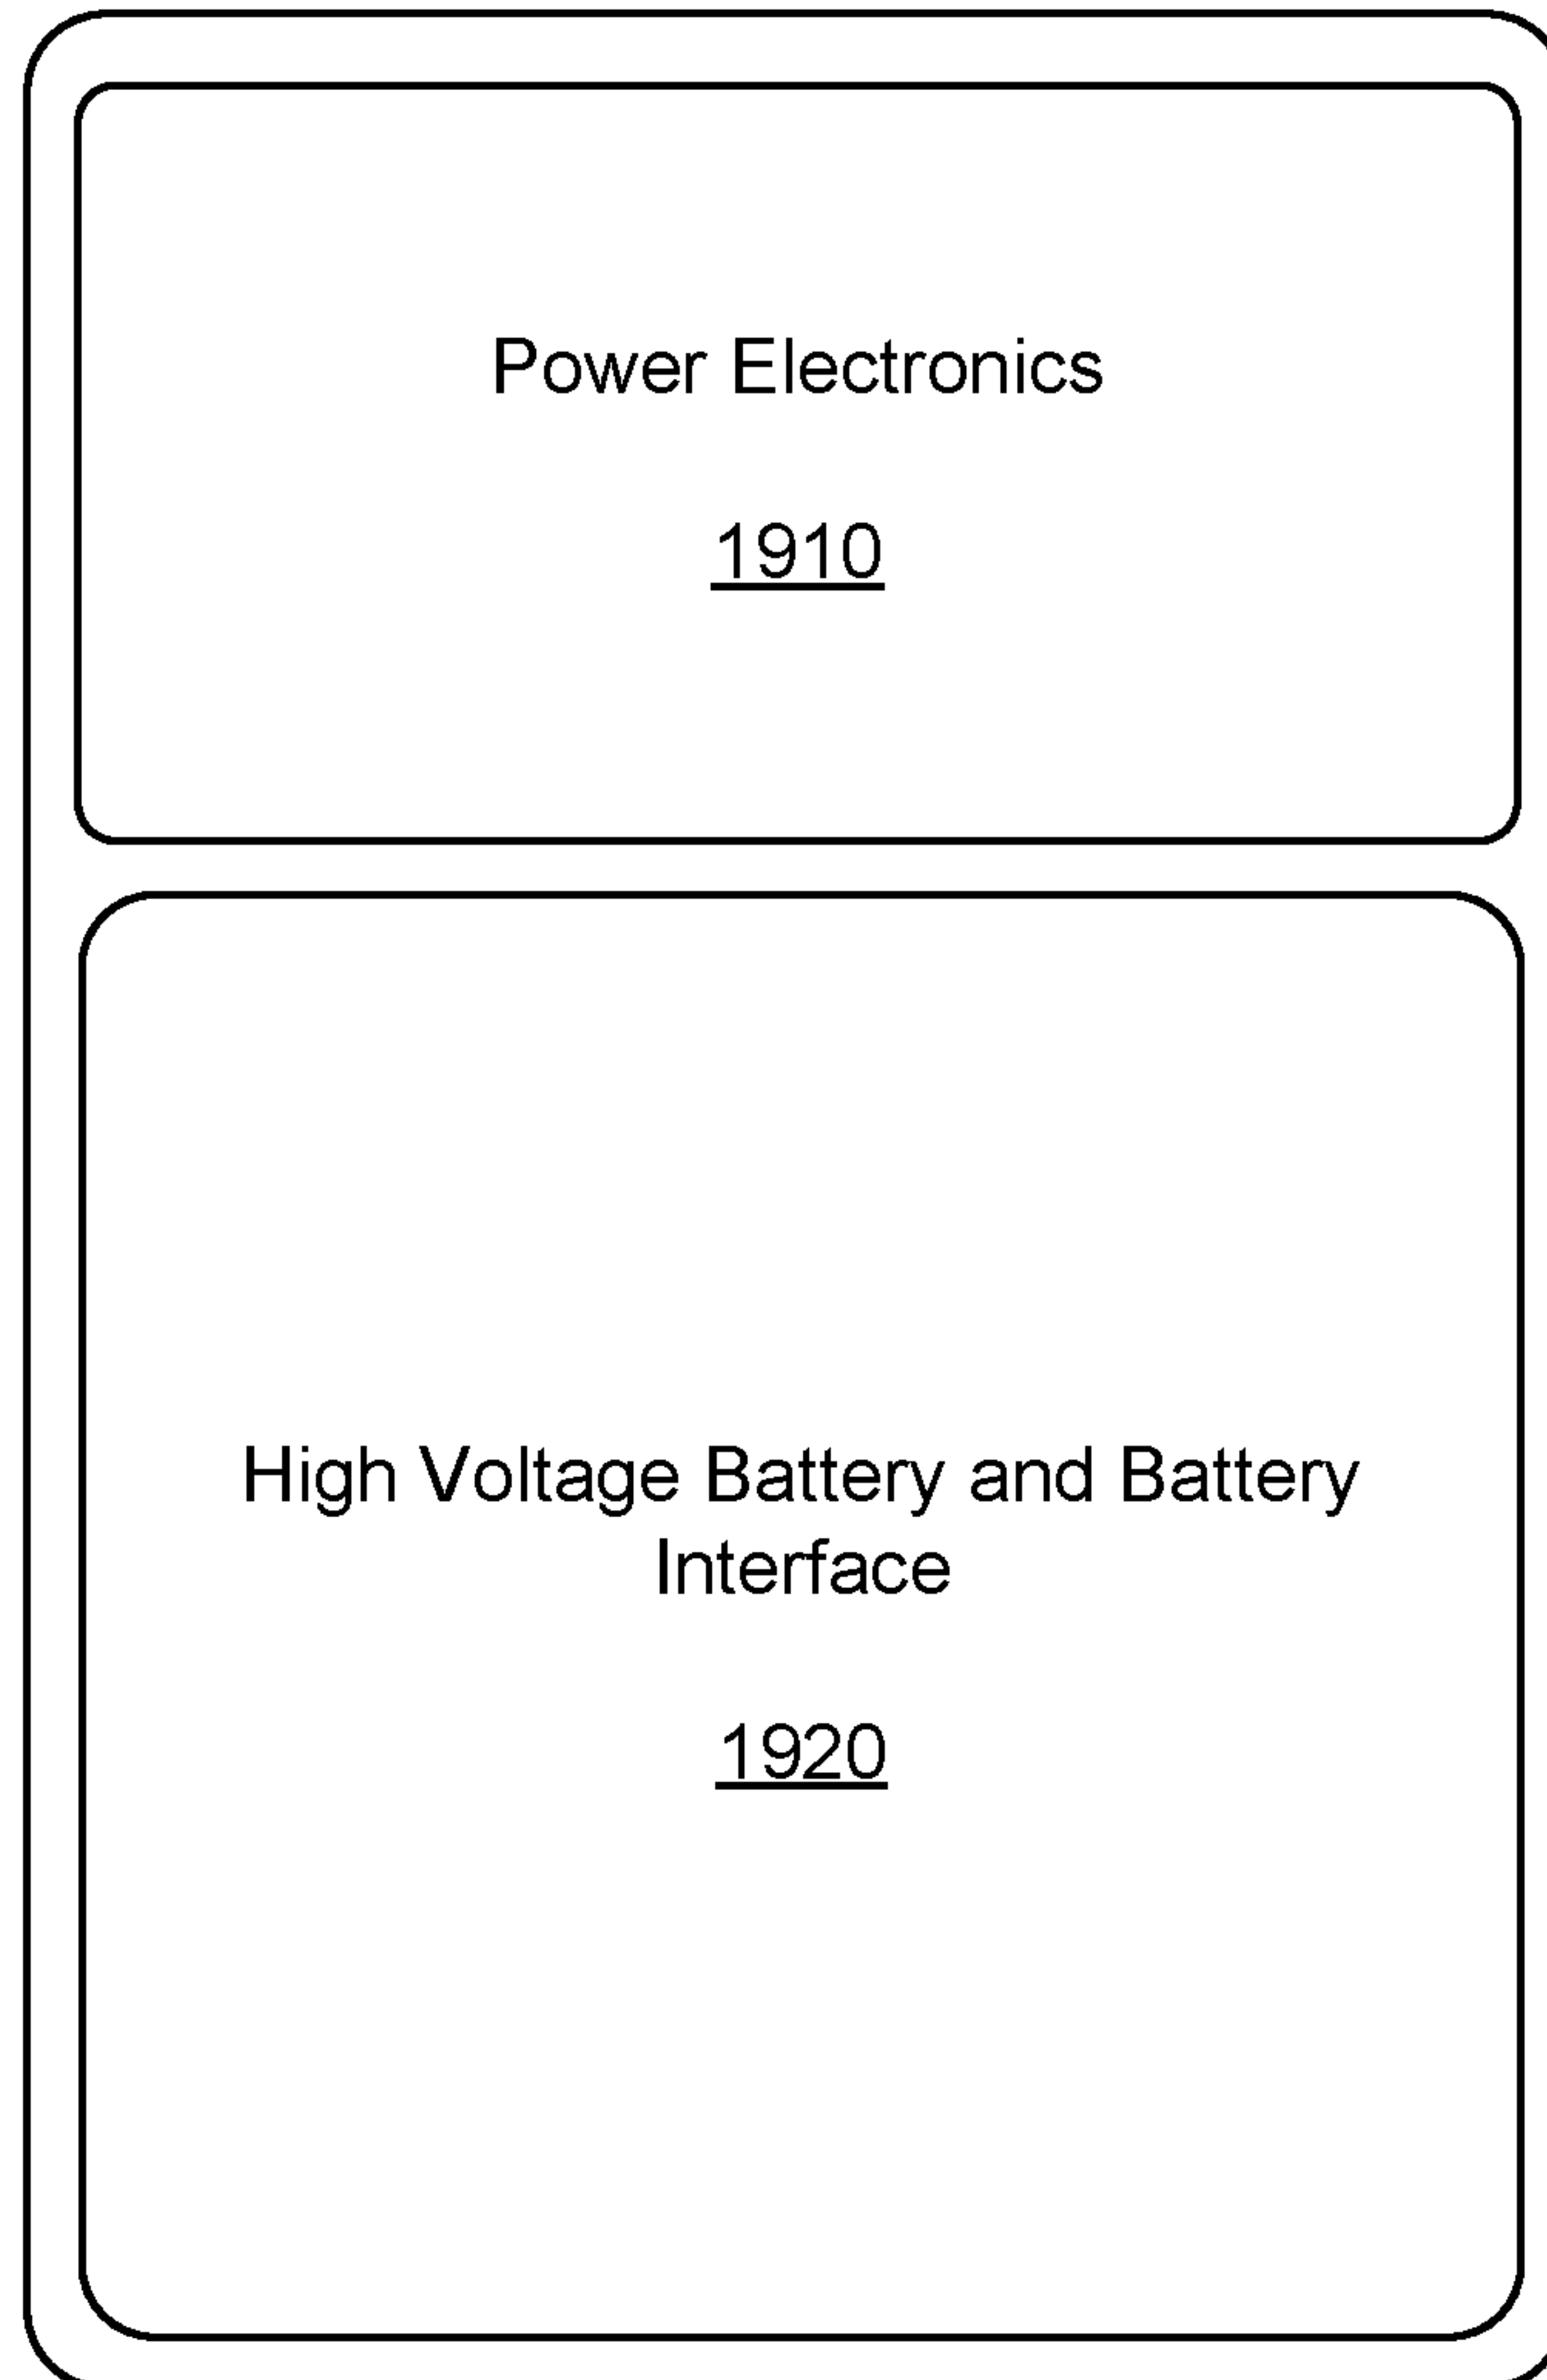 Power Electronics
1910
High Voltage Battery and Battery
Interface
1920